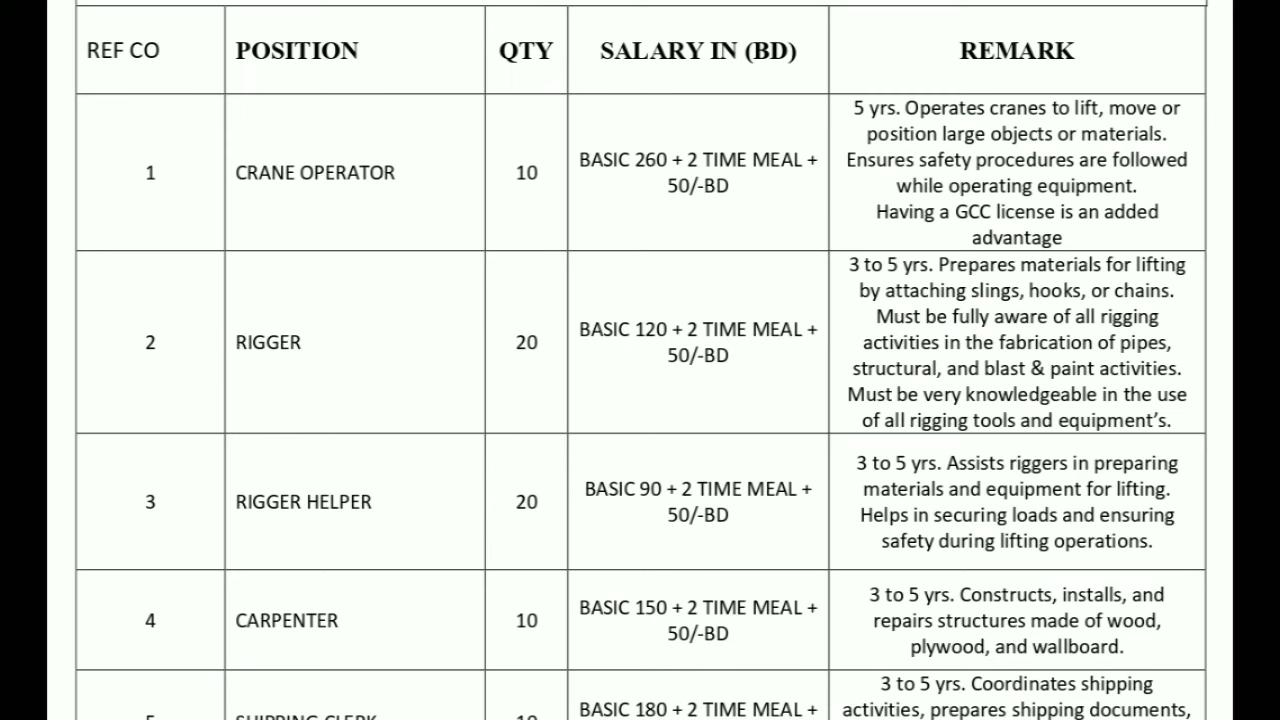 REF CO
POSITION
QTY
SALARY IN (BD)
REMARK
1
CRANE OPERATOR
10
BASIC 260 + 2 TIME MEAL +
50/-BD
5 yrs. Operates cranes to lift, move or
position large objects or materials.
Ensures safety procedures are followed
while operating equipment.
Having a GCC license is an added
advantage
2
RIGGER
20
BASIC 120 + 2 TIME MEAL +
50/-BD
3 to 5 yrs. Prepares materials for lifting
by attaching slings, hooks, or chains.
Must be fully aware of all rigging
activities in the fabrication of pipes,
structural, and blast & paint activities.
Must be very knowledgeable in the use
of all rigging tools and equipment’s.
3
RIGGER HELPER
20
BASIC 90 + 2 TIME MEAL +
50/-BD
3 to 5 yrs. Assists riggers in preparing
materials and equipment for lifting.
Helps in securing loads and ensuring
safety during lifting operations.
4
CARPENTER
10
BASIC 150 + 2 TIME MEAL +
50/-BD
3 to 5 yrs. Constructs, installs, and
repairs structures made of wood,
plywood, and wallboard.
5
SHIPPING CLERK
10
BASIC 180 + 2 TIME MEAL +
3 to 5 yrs. Coordinates shipping
activities, prepares shipping documents,